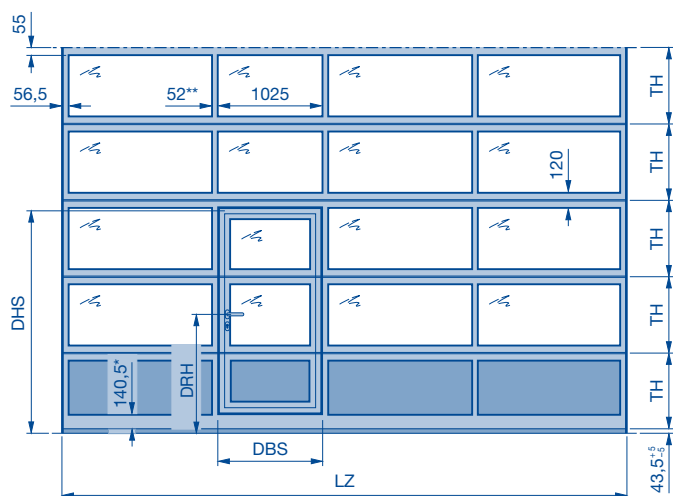 55
56,5
52**
1025
120
TH
TH
TH
TH
TH
DHS
DRH
140,5*
DBS
LZ
43,5 +5 -5